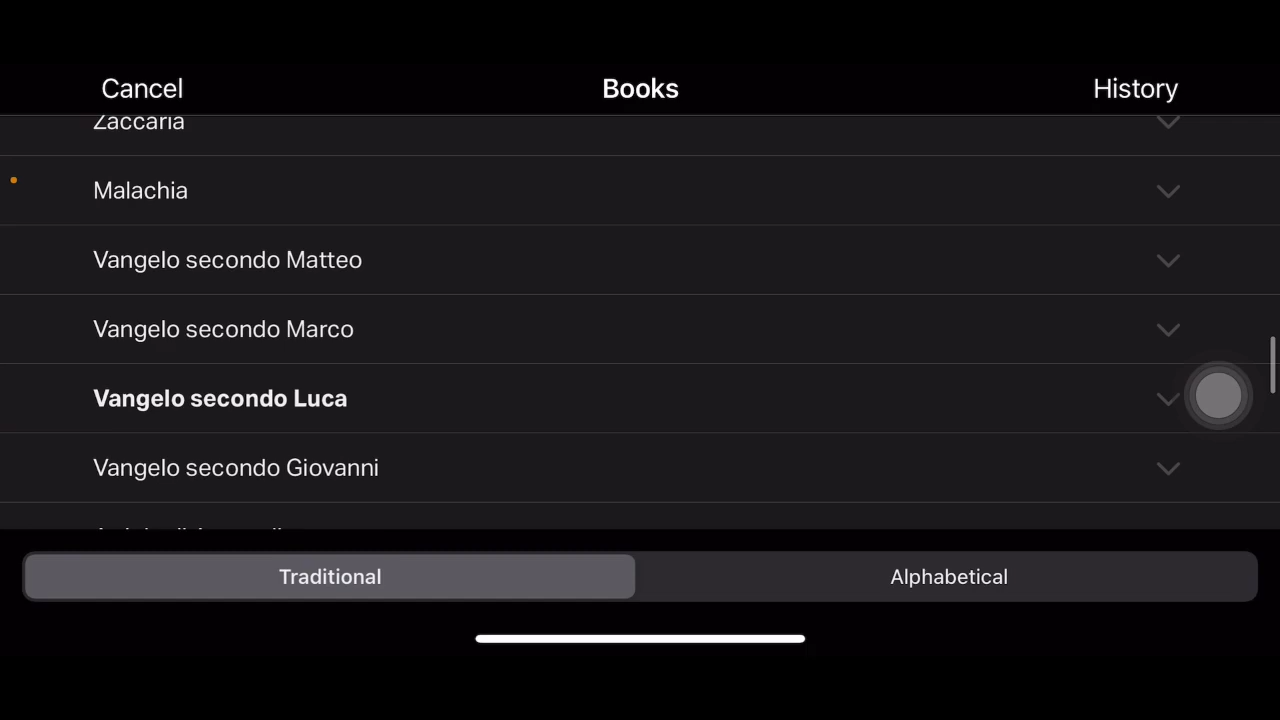 Cancel
Books
History
Zaccaria
Malachia
Vangelo secondo Matteo
Vangelo secondo Marco
Vangelo secondo Luca
Vangelo secondo Giovanni
Traditional
Alphabetical